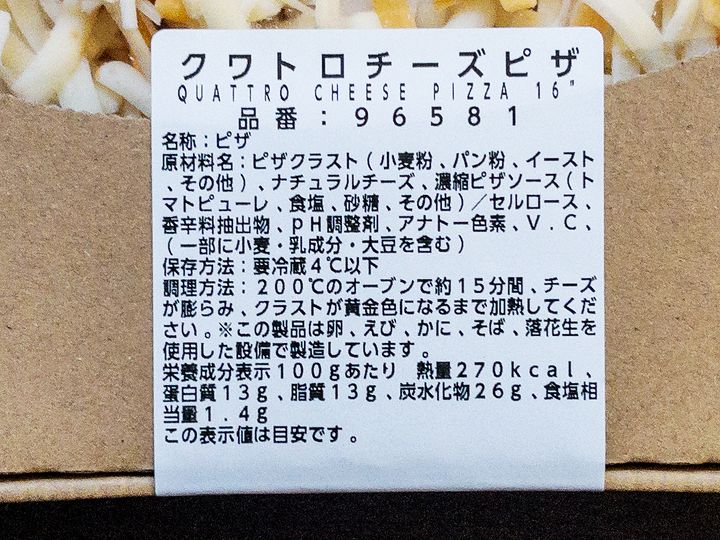 クワトロチーズピザ
QUATTRO CHEESE PIZZA 16"
品番：96581
名称：ピザ
原材料名：ピザクラスト（小麦粉、パン粉、イースト
、その他）、ナチュラルチーズ、濃縮ピザソース（ト
マトピューレ、食塩、砂糖、その他）／セルロース、
香辛料抽出物、ｐＨ調整剤、アナトー色素、Ｖ．Ｃ、
（一部に小麦・乳成分・大豆を含む）
保存方法：要冷蔵４℃以下
調理方法：２００℃のオーブンで約１５分間、チーズ
が膨らみ、クラストが黄金色になるまで加熱してくだ
さい。※この製品は卵、えび、かに、そば、落花生を
使用した設備で製造しています。
栄養成分表示１００ｇあたり　熱量２７０ｋｃａｌ、
蛋白質１３ｇ、脂質１３ｇ、炭水化物２６ｇ、食塩相
当量１．４ｇ
この表示値は目安です。